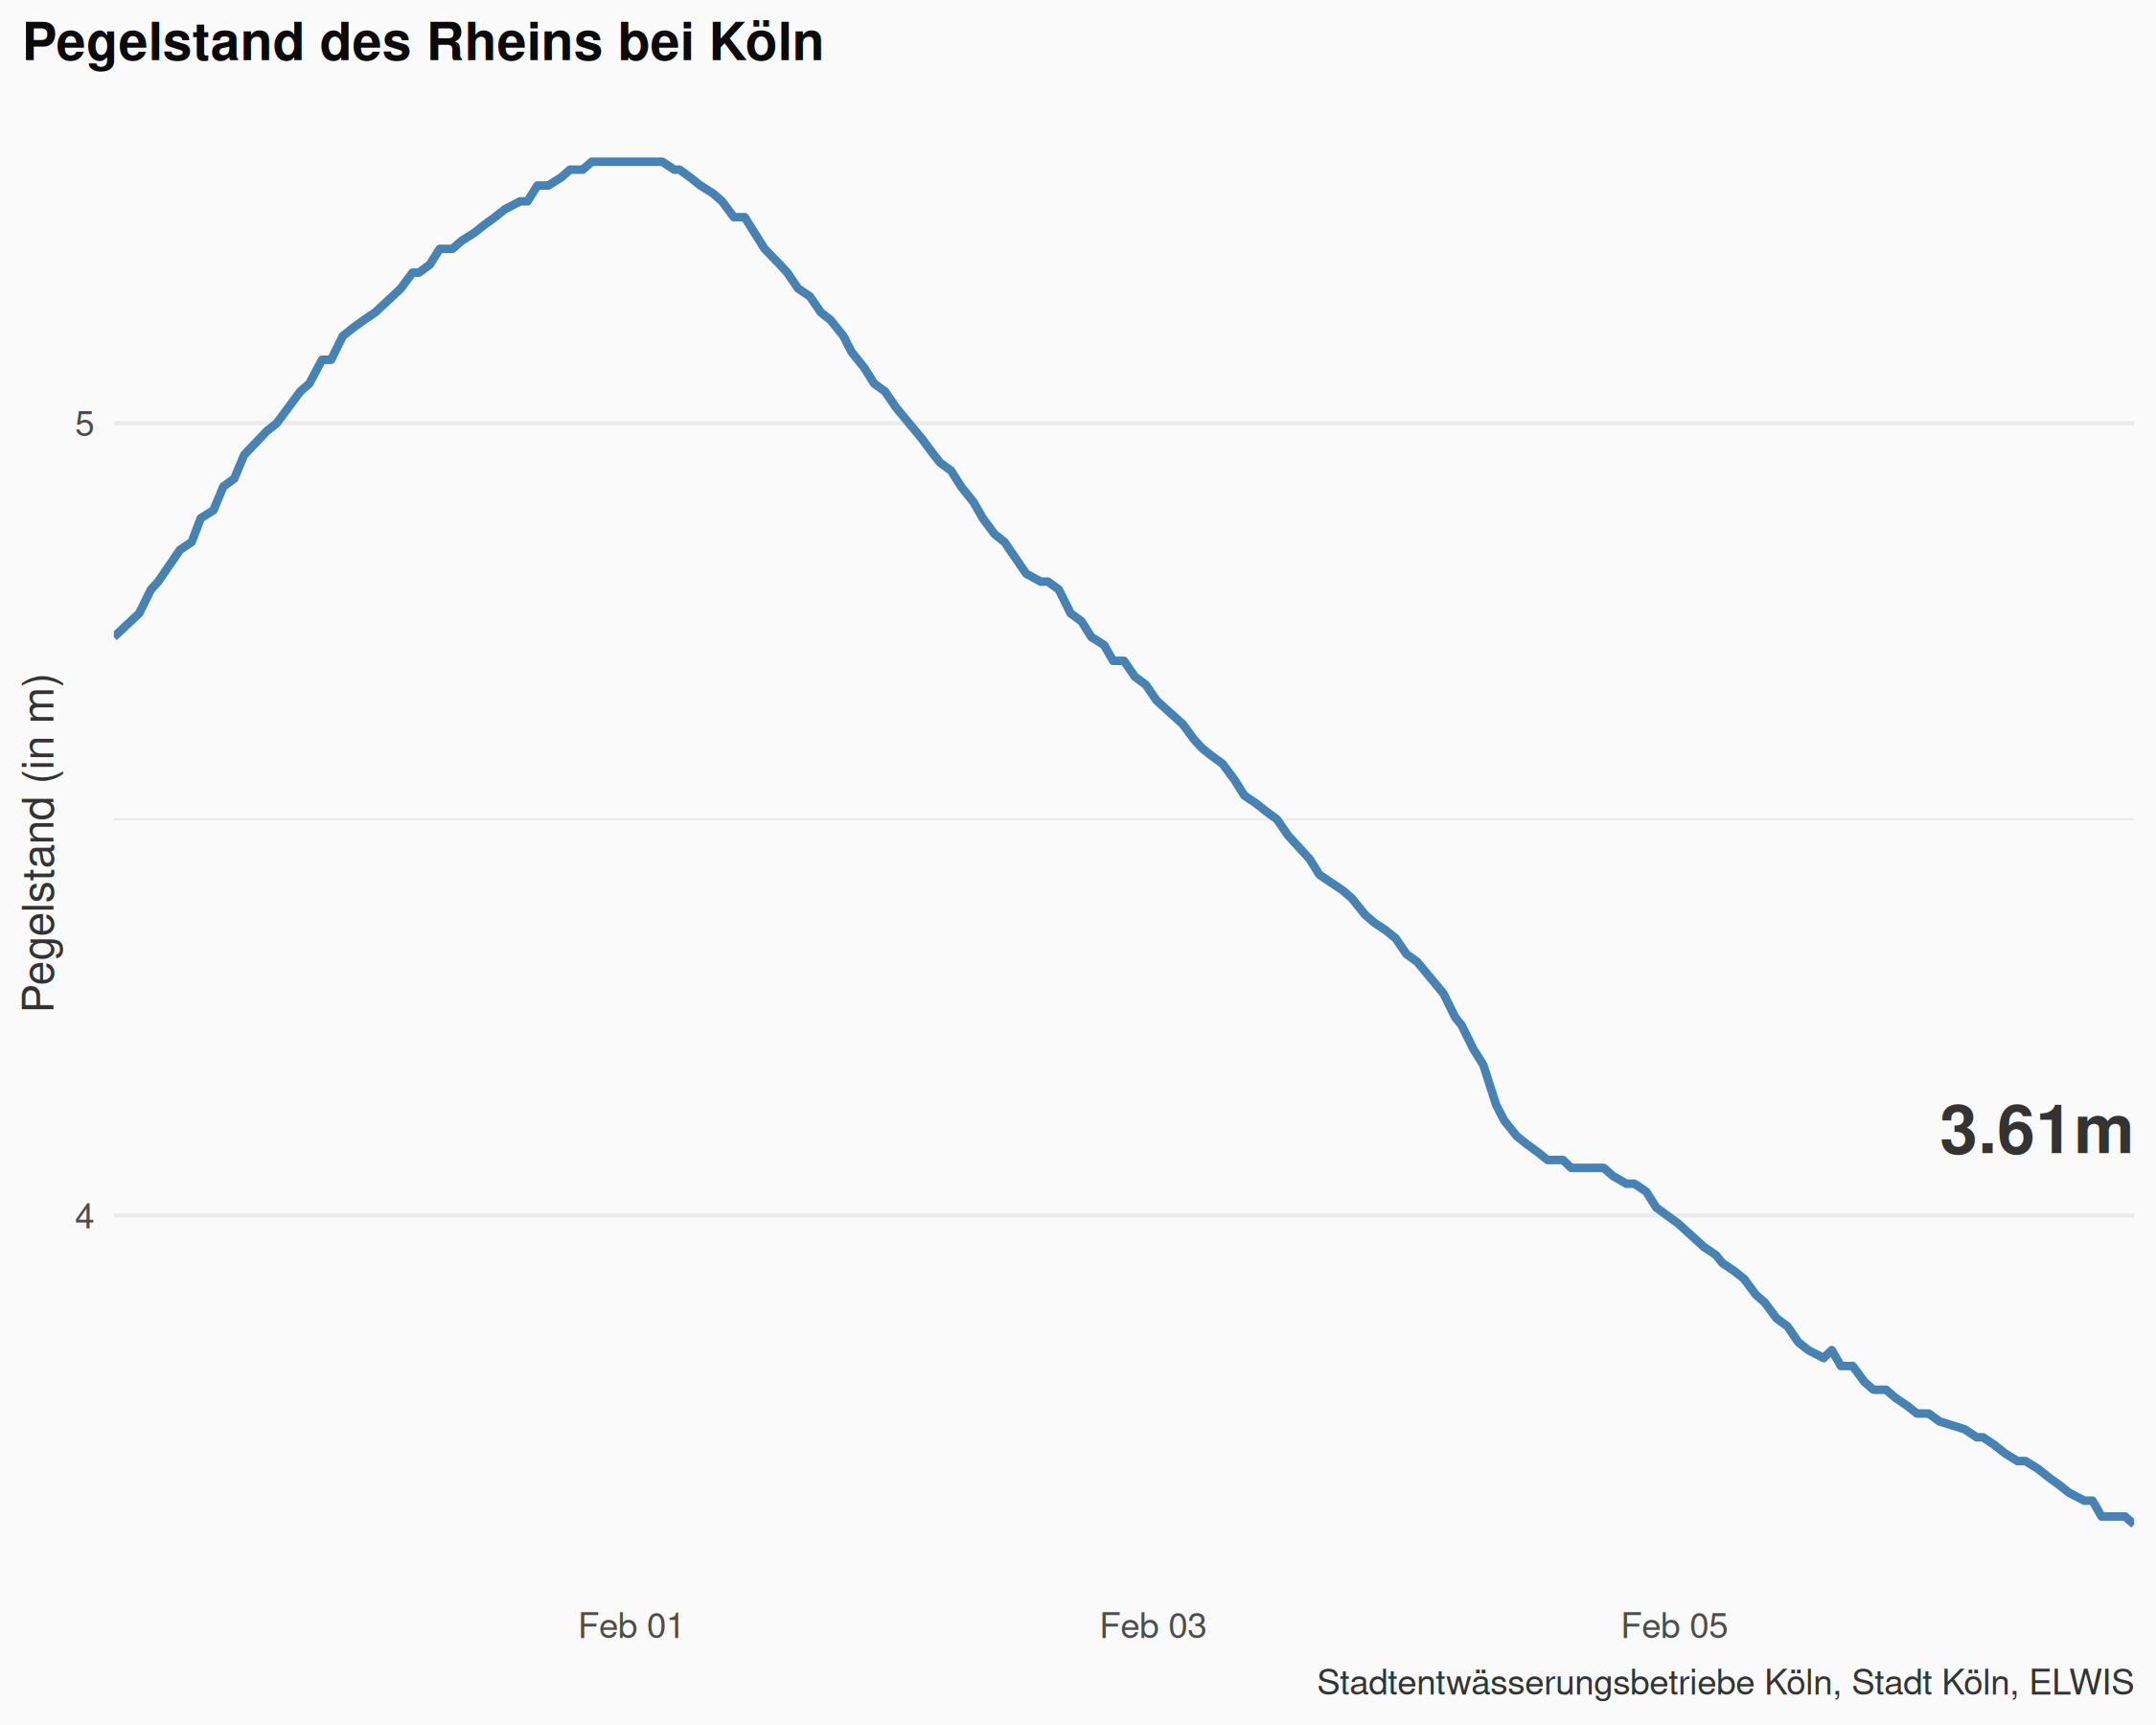 Pegelstand des Rheins bei Köln
Pegelstand (in m)
5
4
3.61m
Feb 01
Feb 03
Feb 05
Stadtentwässerungsbetriebe Köln, Stadt Köln, ELWIS